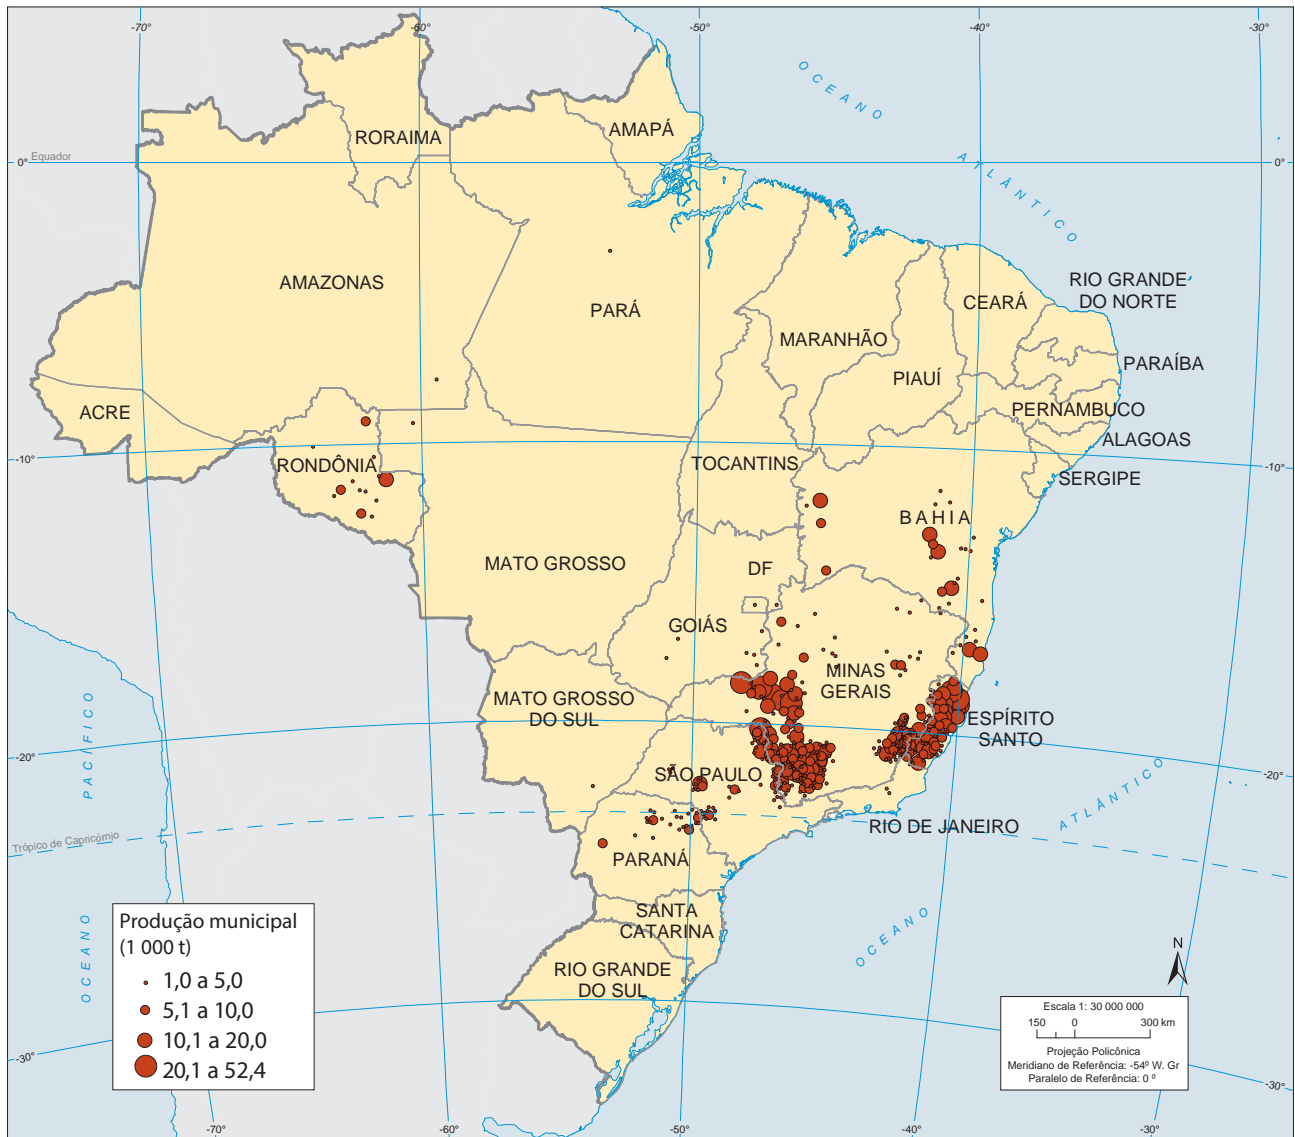 -70°
-60°
-50°
-40°
-30°
OCEANO
ATLÂNTICO
RORAIMA
AMAPÁ
0°
Equador
0°
AMAZONAS
PARÁ
MARANHÃO
CEARÁ
RIO GRANDE
DO NORTE
PIAUÍ
PARAÍBA
ACRE
PERNAMBUCO
ALAGOAS
-10°
RONDÔNIA
TOCANTINS
SERGIPE
-10°
BAHIA
MATO GROSSO
DF
GOIÁS
MINAS
GERAIS
MATO GROSSO
DO SUL
ESPÍRITO
SANTO
PACÍFICO
-20°
SÃO PAULO
-20°
ATLÂNTICO
RIO DE JANEIRO
Trópico de Capricórnio
PARANÁ
SANTA
CATARINA
OCEANO
OCEANO
RIO GRANDE
DO SUL
Produção municipal
(1 000 t)
1,0 a 5,0
5,1 a 10,0
10,1 a 20,0
20,1 a 52,4
N
Escala 1: 30 000 000
150 0 300 km
Projeção Policônica
Meridiano de Referência: -54º W. Gr
Paralelo de Referência: 0 º
-30°
-30°
-70°
-60°
-50°
-40°